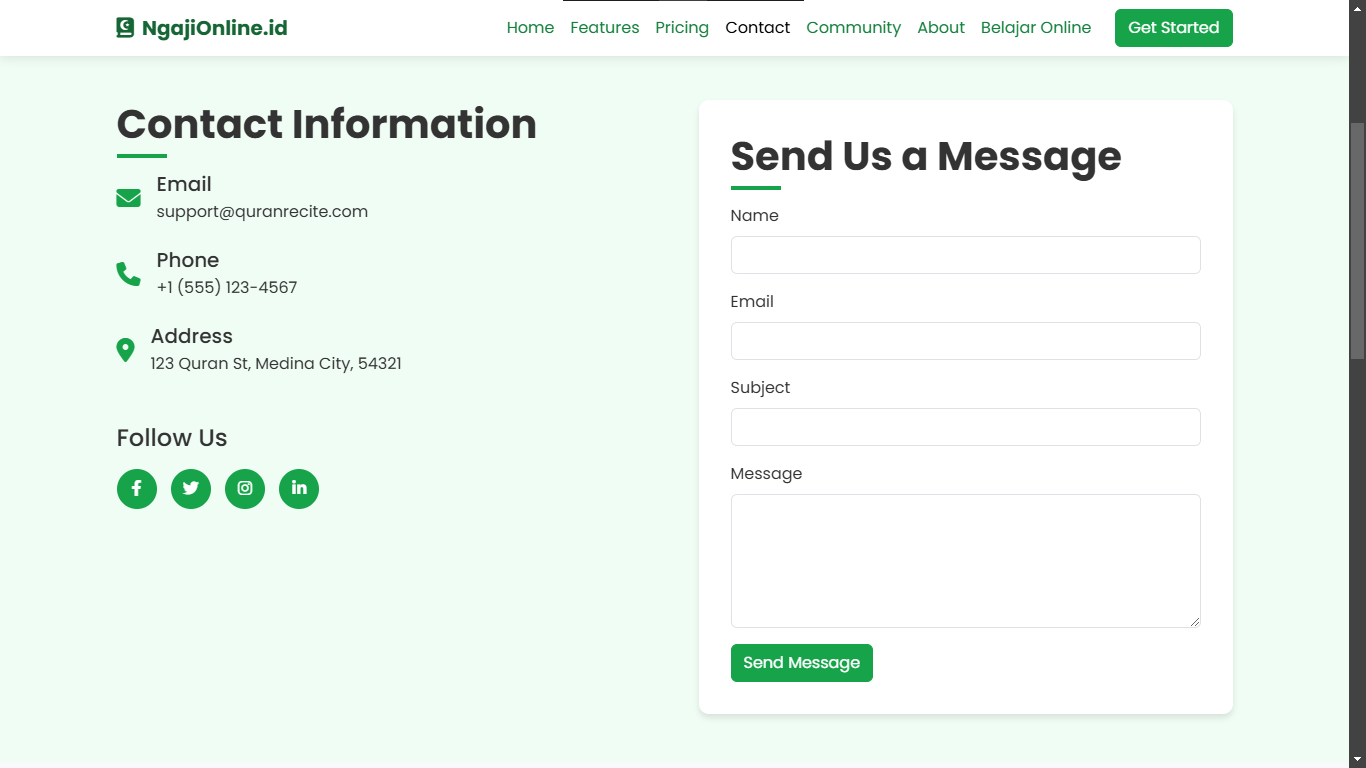 NgajiOnline.id
Home Features Pricing Contact Community About Belajar Online Get Started
Contact Information
Email
support@quranrecite.com
Phone
+1 (555) 123-4567
Address
123 Quran St, Medina City, 54321
Follow Us
Send Us a Message
Name
Email
Subject
Message
Send Message